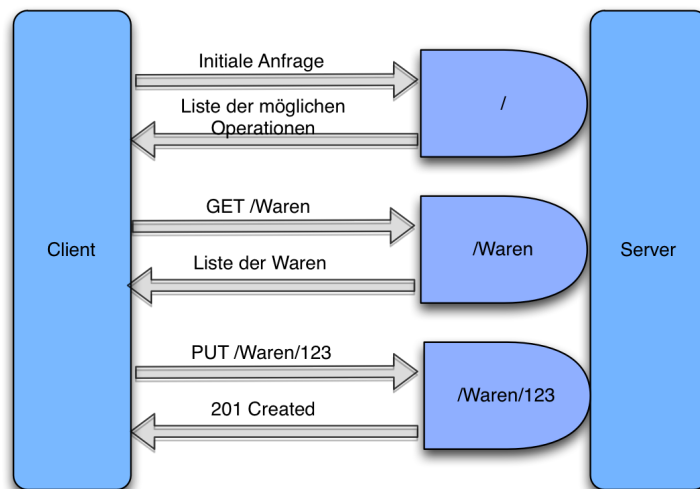 Initiale Anfrage
/
Liste der möglichen
Operationen
GET /Waren
Client
/Waren
Server
Liste der Waren
PUT /Waren/123
/Waren/123
201 Created